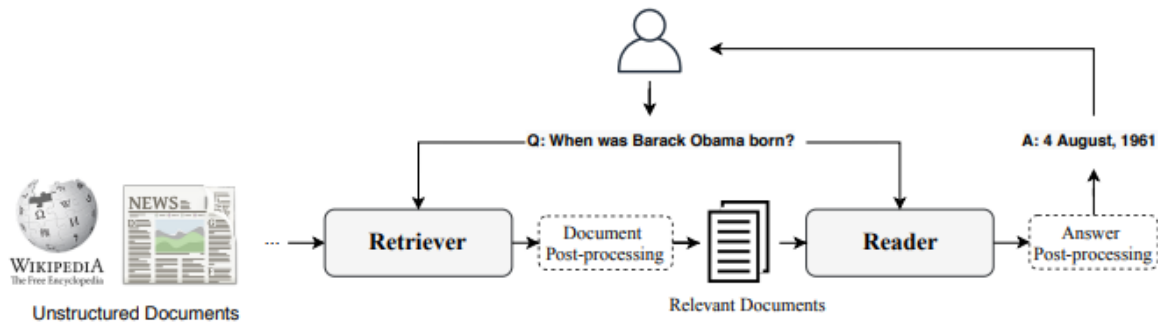 Q: When was Barack Obama born?
A: 4 August, 1961
NEWS
WIKIPEDIA
The Free Encyclopedia
Unstructured Documents
...
Retriever
Document
Post-processing
Relevant Documents
Reader
Answer
Post-processing